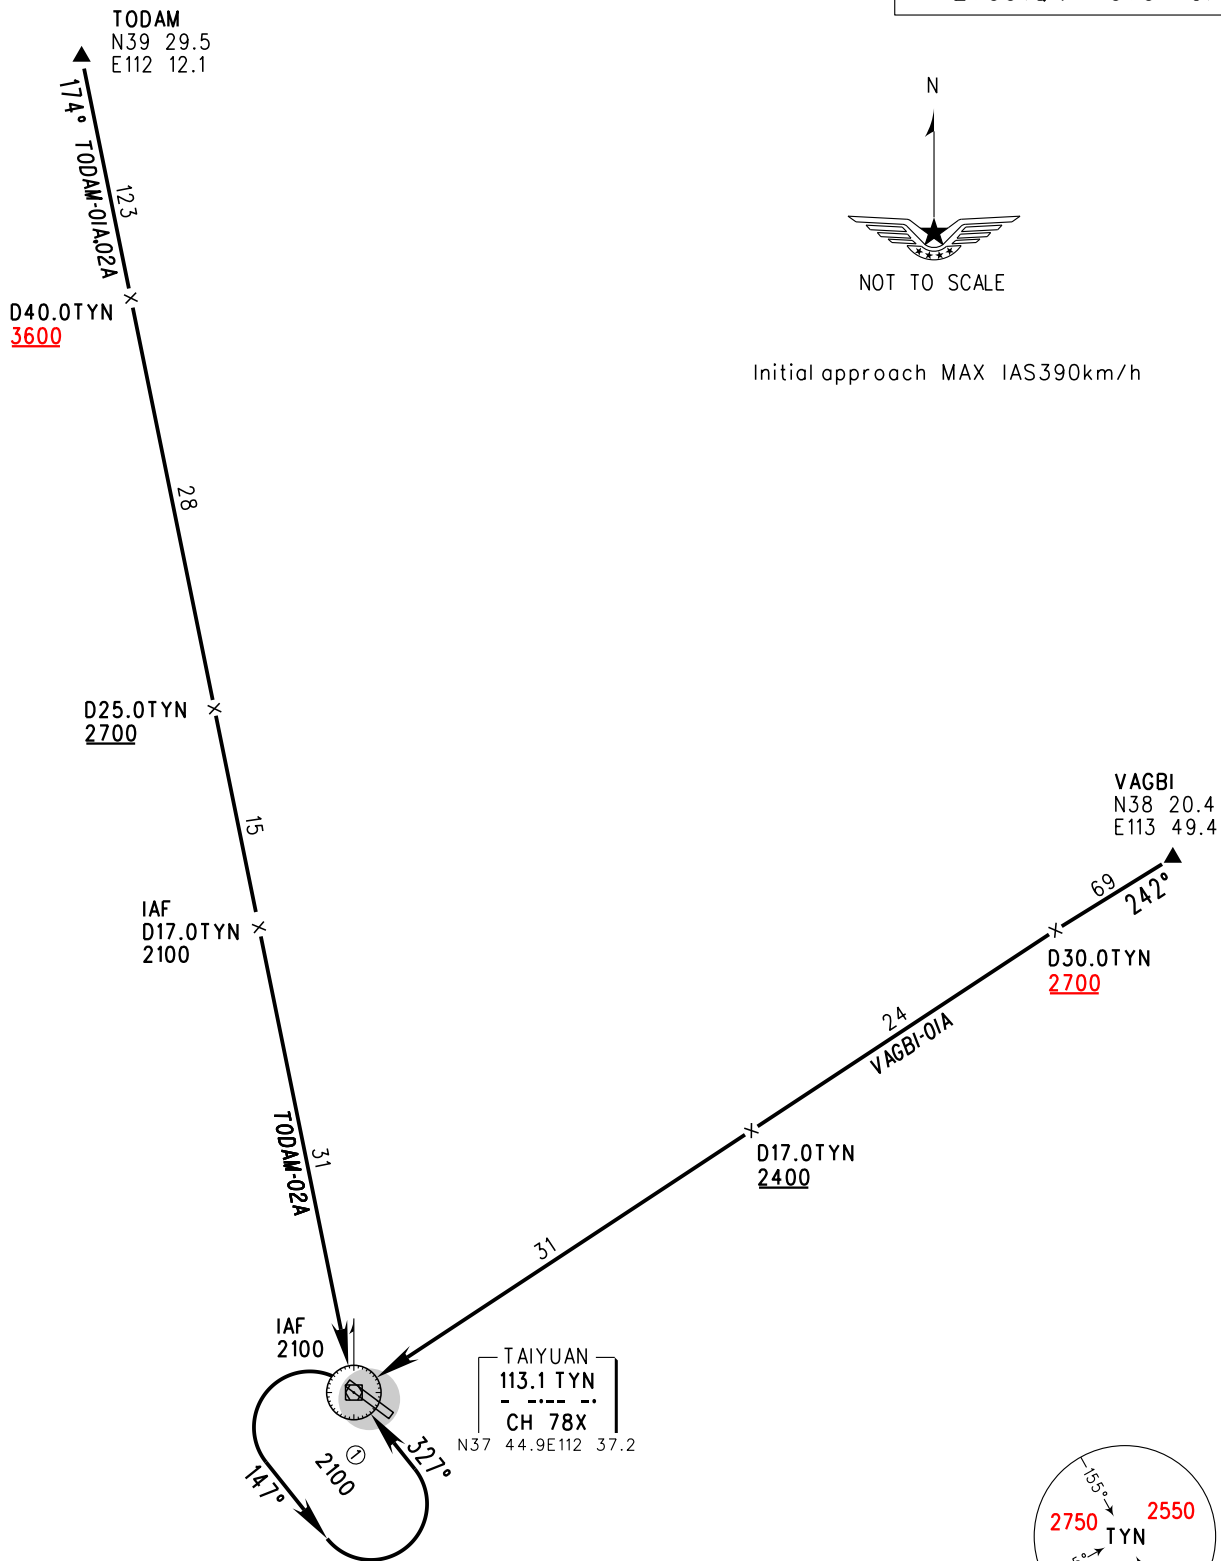 TODAM
N39 29.5
E112 12.1
174° TODAM-01A,02A
123
N
NOT TO SCALE
D40.0TYN
3600
Initial approach MAX IAS390km/h
28
D25.0TYN
2700
15
VAGBI
N38 20.4
E113 49.4
69
242°
IAF
D17.0TYN
2100
D30.0TYN
2700
24
VAGBI-01A
TODAM-02A
31
D17.0TYN
2400
31
IAF
2100
TAIYUAN
113.1 TYN
CH 78X
N37 44.9E112 37.2
327°
1
2100
147°
155°
2750
2550
TYN